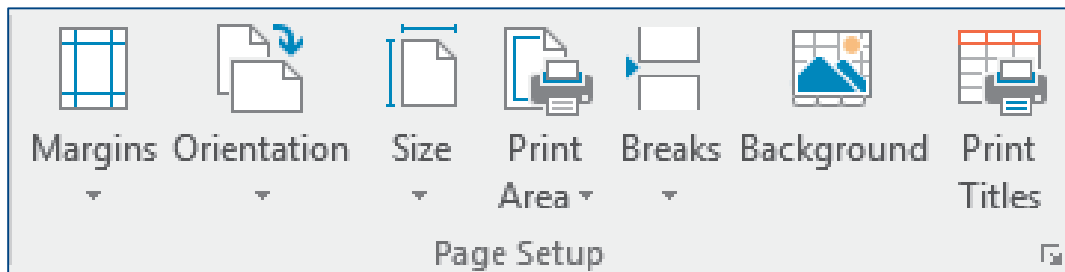 Margins Orientation Size Print Breaks Background Print
Area Titles
Page Setup